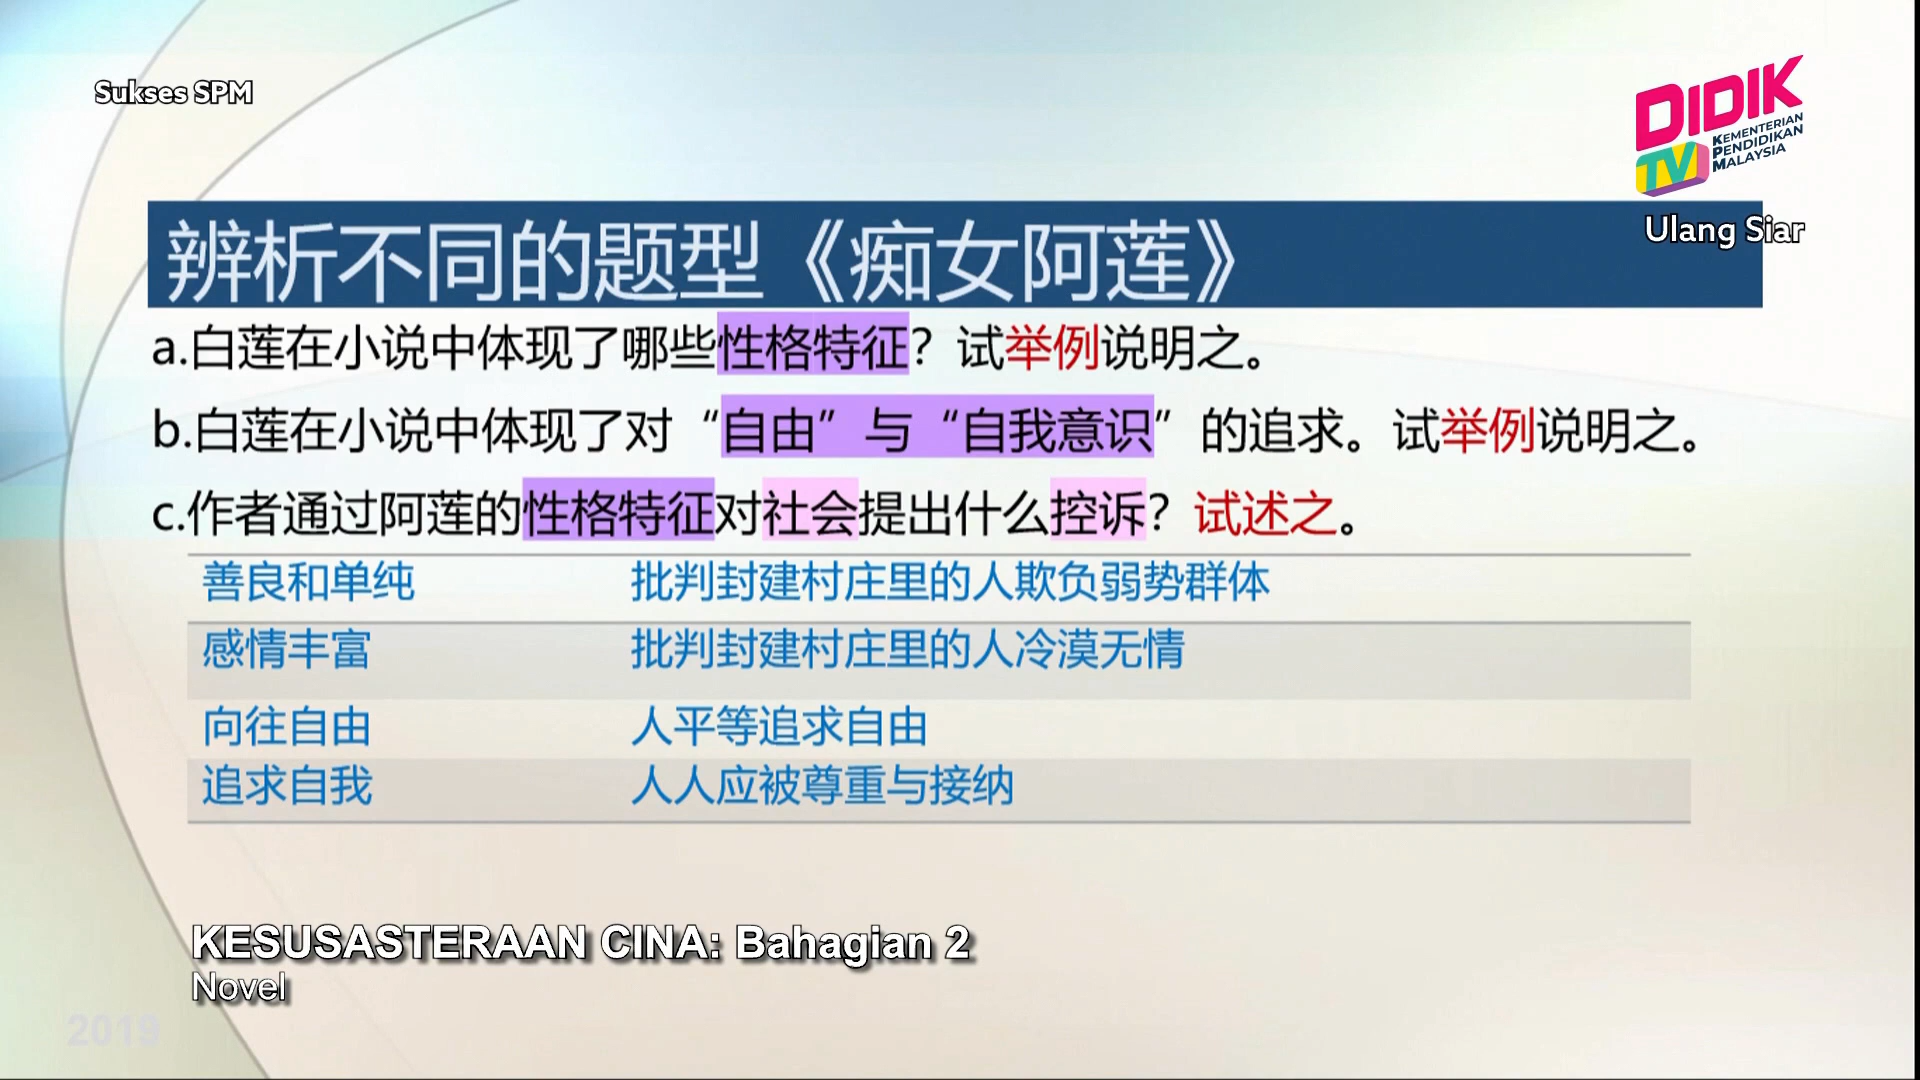 Sukses SPM
DIDIK
TV
KEMENTERIAN
PENDIDIKAN
MALAYSIA
Ulang Siar
辨析不同的题型《痴女阿莲》
a.白莲在小说中体现了哪些性格特征？试举例说明之。
b.白莲在小说中体现了对“自由”与“自我意识”的追求。试举例说明之。
c.作者通过阿莲的性格特征对社会提出什么控诉？试述之。
善良和单纯 批判封建村庄里的人欺负弱势群体
感情丰富 批判封建村庄里的人冷漠无情
向往自由 人平等追求自由
追求自我 人人应被尊重与接纳
KESUSASTERAAN CINA: Bahagian 2
Novel
2019